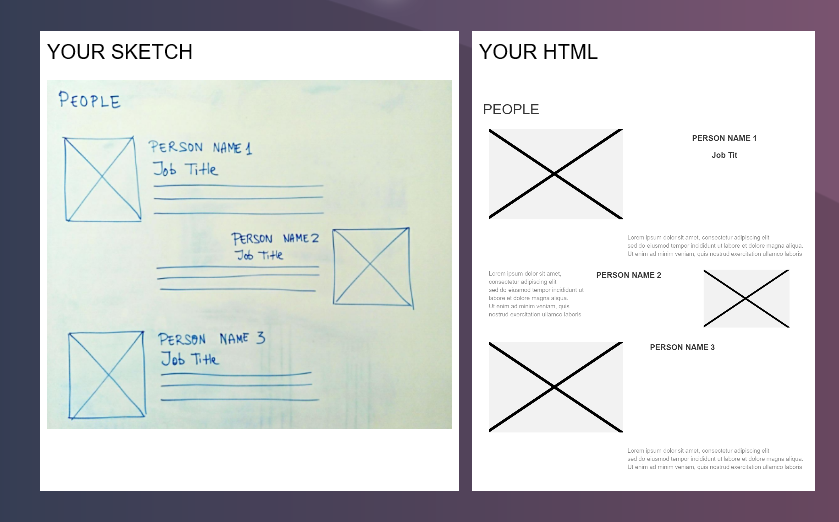 YOUR SKETCH
PEOPLE
PERSON NAME 1
Job Title
PERSON NAME 2
Job Title
PERSON NAME 3
Job Title
YOUR HTML
PEOPLE
PERSON NAME 1
Job Tit
Lorem ipsum dolor sit amet, consectetur adipiscing elit
sed do eiusmod tempor incididunt ut labore et dolore magna aliqua.
Ut enim ad minim veniam, quis nostrud exercitation ullamco laboris
Lorem ipsum dolor sit amet,
consectetur adipiscing elit
sed do eiusmod tempor incididunt ut
labore et dolore magna aliqua.
Ut enim ad minim veniam, quis
nostrud exercitation ullamco laboris
PERSON NAME 2
PERSON NAME 3
Lorem ipsum dolor sit amet, consectetur adipiscing elit
sed do eiusmod tempor incididunt ut labore et dolore magna aliqua.
Ut enim ad minim veniam, quis nostrud exercitation ullamco laboris